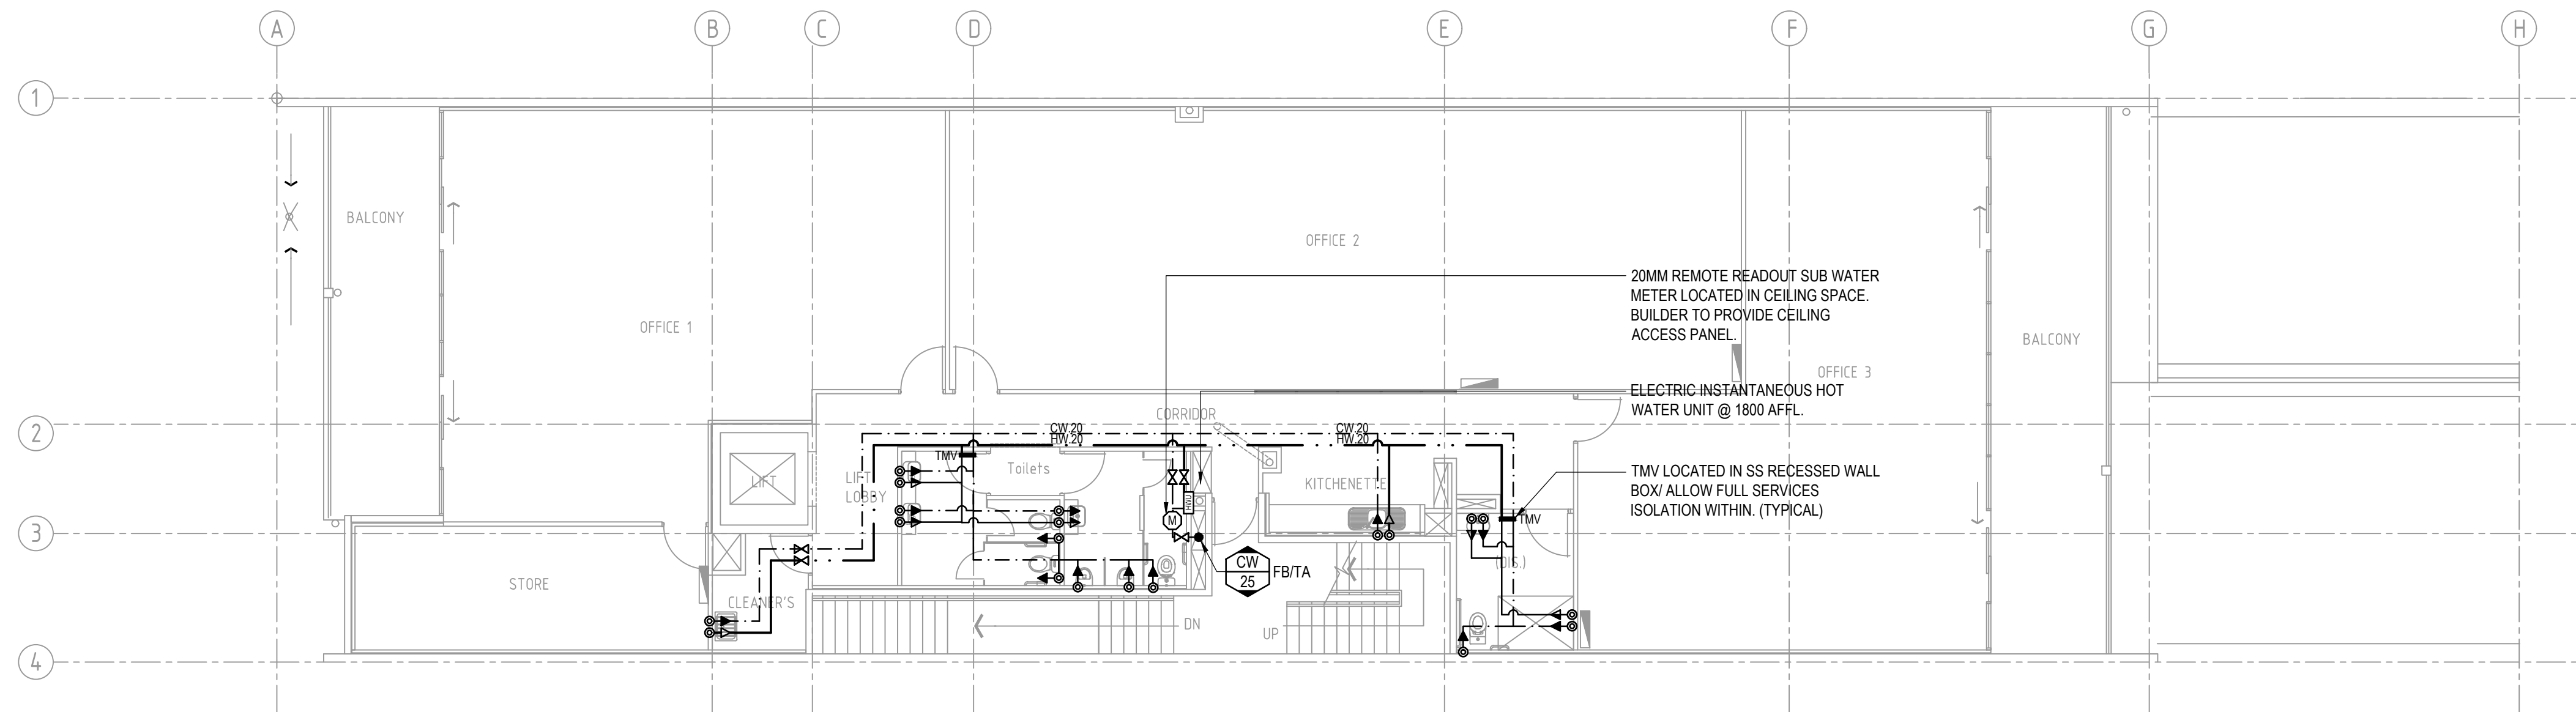 A
B
C
D
E
F
G
H
1
2
3
4
BALCONY
OFFICE 1
OFFICE 2
OFFICE 3
BALCONY
20MM REMOTE READOUT SUB WATER
METER LOCATED IN CEILING SPACE.
BUILDER TO PROVIDE CEILING
ACCESS PANEL.
ELECTRIC INSTANTANEOUS HOT
WATER UNIT @ 1800 AFFL.
TMV LOCATED IN SS RECESSED WALL
BOX/ ALLOW FULL SERVICES
ISOLATION WITHIN. (TYPICAL)
CORRIDOR
CW.20
HW.20
CW.20
HW.20
TMV
Toilets
LIFT
LIFT
LOBBY
KITCHENETTE
HWU
M
TMV
CW
25
FB/TA
(DIS.)
STORE
CLEANER'S
DN
UP